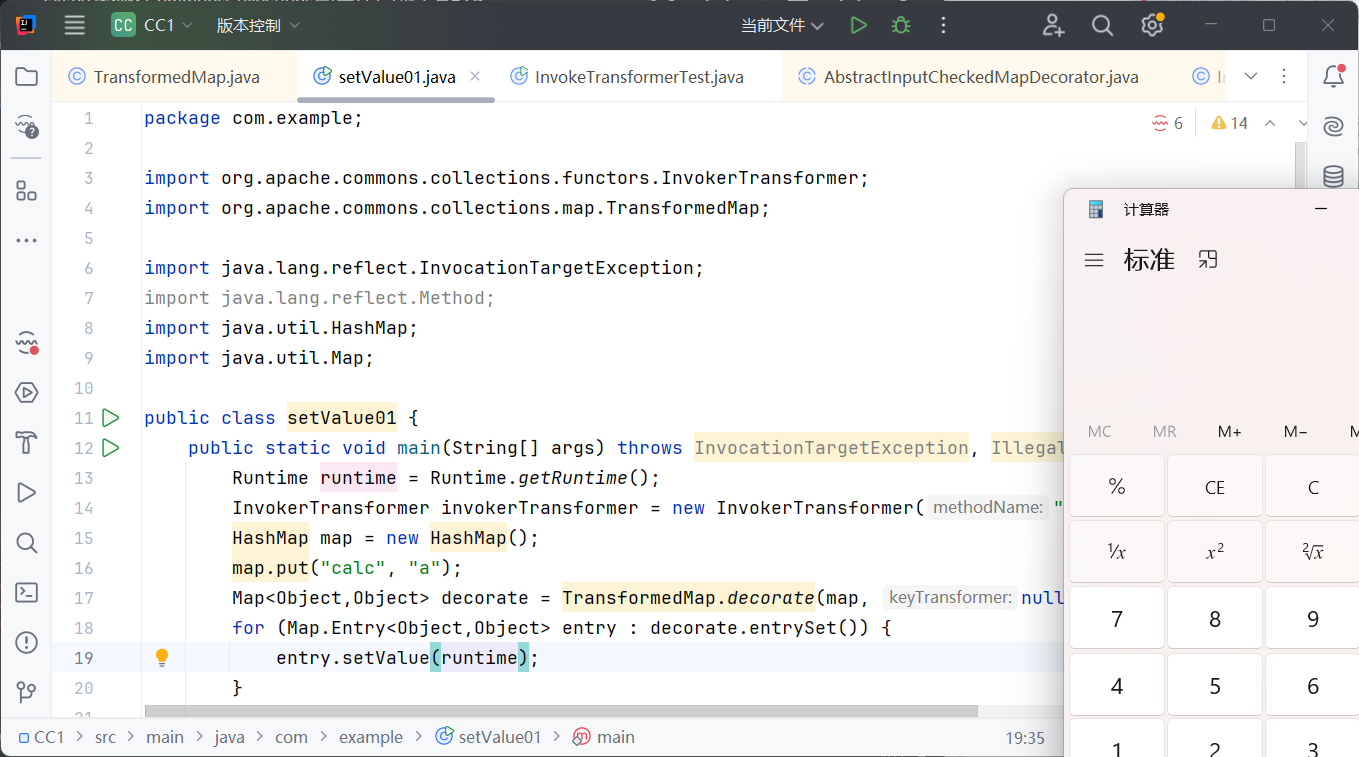 CC CC1 版本控制 当前文件
TransformedMap.java setValue01.java InvokeTransformerTest.java AbstractInputCheckedMapDecorator.java
6 14
1 package com.example;
2
3 import org.apache.commons.collections.functors.InvokerTransformer;
4 import org.apache.commons.collections.map.TransformedMap;
5
6 import java.lang.reflect.InvocationTargetException;
7 import java.lang.reflect.Method;
8 import java.util.HashMap;
9 import java.util.Map;
10
11 public class setValue01 {
12 public static void main(String[] args) throws InvocationTargetException, Illegal
13 Runtime runtime = Runtime.getRuntime();
14 InvokerTransformer invokerTransformer = new InvokerTransformer( methodName: "
15 HashMap map = new HashMap();
16 map.put("calc", "a");
17 Map<Object,Object> decorate = TransformedMap.decorate(map, keyTransformer: null
18 for (Map.Entry<Object,Object> entry : decorate.entrySet()) {
19 entry.setValue(runtime);
20 }
CC1 > src > main > java > com > example > setValue01 > main 19:35
计算器
标准
MC MR M+ M−
% CE C
¹/x x² ²√x
7 8 9
4 5 6
1 2 3